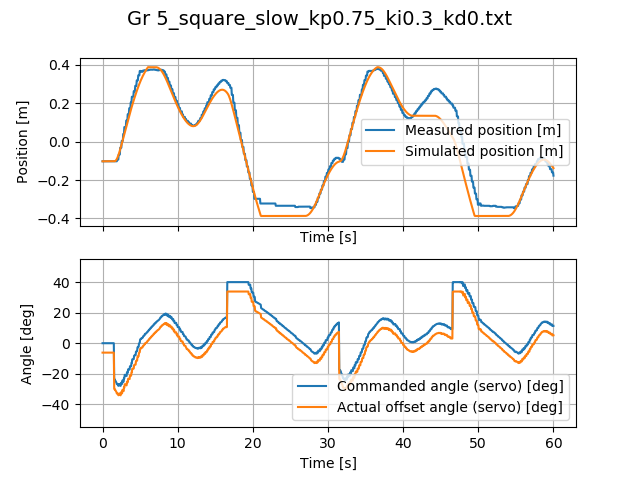 Gr 5_square_slow_kp0.75_ki0.3_kd0.txt
0.4
0.2
0.0
−0.2
−0.4
Position [m]
Measured position [m]
Simulated position [m]
Time [s]
40
20
0
−20
−40
Angle [deg]
Commanded angle (servo) [deg]
Actual offset angle (servo) [deg]
0 10 20 30 40 50 60
Time [s]